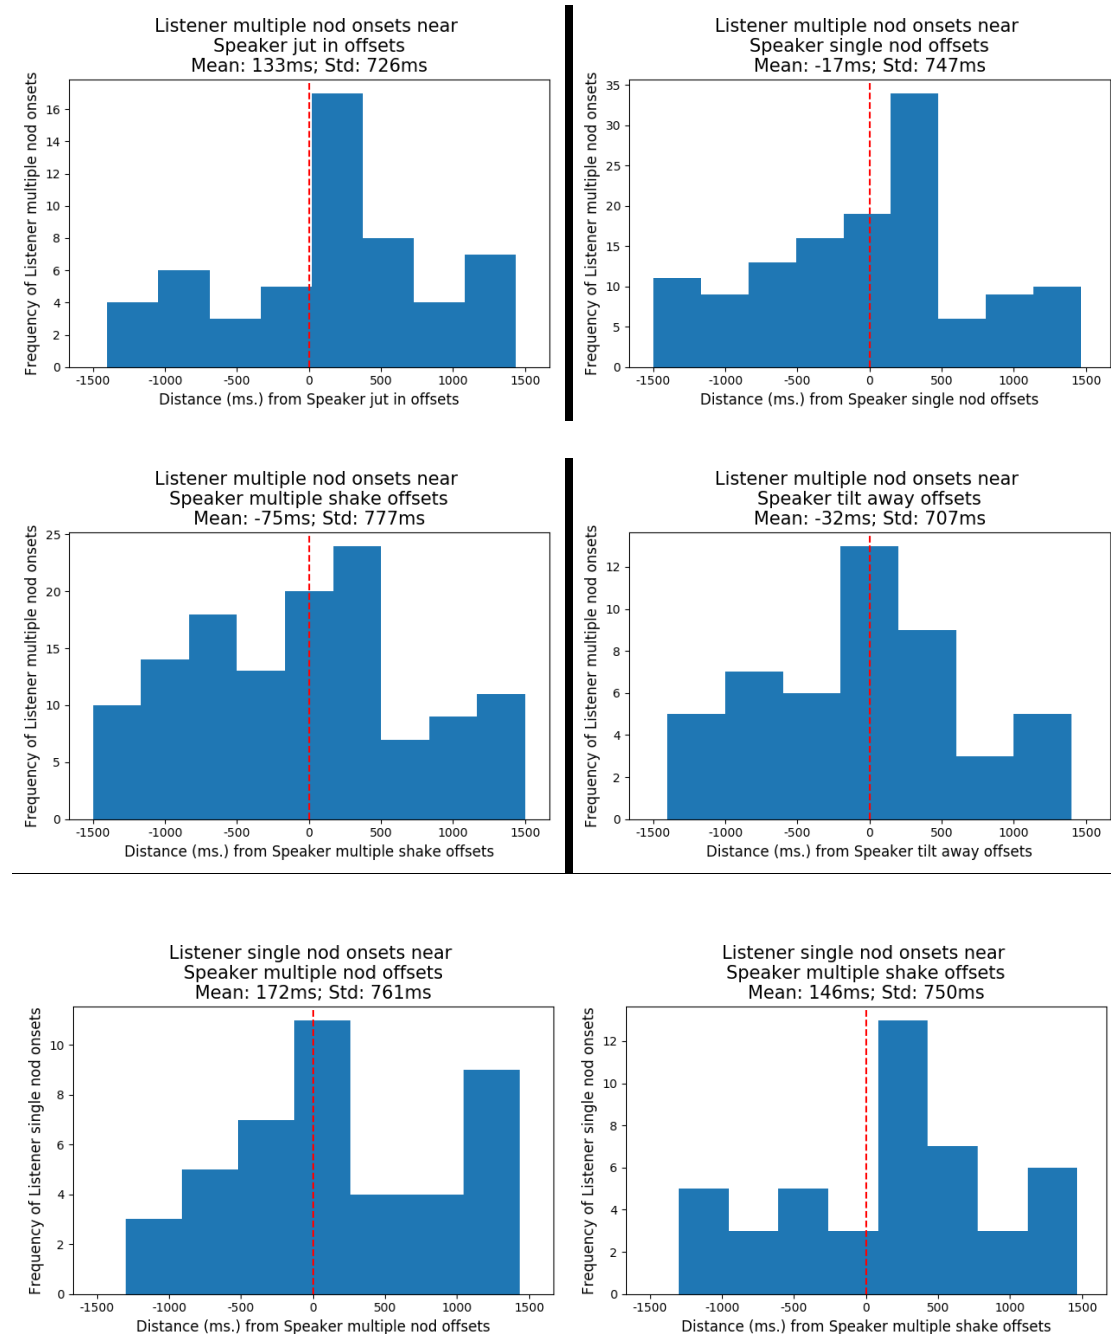 Listener multiple nod onsets near
Speaker jut in offsets
Mean: 133ms; Std: 726ms
Frequency of Listener multiple nod onsets
16
14
12
10
8
6
4
2
0
-1500 -1000 -500 0 500 1000 1500
Distance (ms.) from Speaker jut in offsets
Listener multiple nod onsets near
Speaker single nod offsets
Mean: -17ms; Std: 747ms
Frequency of Listener multiple nod onsets
35
30
25
20
15
10
5
0
-1500 -1000 -500 0 500 1000 1500
Distance (ms.) from Speaker single nod offsets
Listener multiple nod onsets near
Speaker multiple shake offsets
Mean: -75ms; Std: 777ms
Frequency of Listener multiple nod onsets
25
20
15
10
5
0
-1500 -1000 -500 0 500 1000 1500
Distance (ms.) from Speaker multiple shake offsets
Listener multiple nod onsets near
Speaker tilt away offsets
Mean: -32ms; Std: 707ms
Frequency of Listener multiple nod onsets
12
10
8
6
4
2
0
-1500 -1000 -500 0 500 1000 1500
Distance (ms.) from Speaker tilt away offsets
Listener single nod onsets near
Speaker multiple nod offsets
Mean: 172ms; Std: 761ms
Frequency of Listener single nod onsets
10
8
6
4
2
0
-1500 -1000 -500 0 500 1000 1500
Distance (ms.) from Speaker multiple nod offsets
Listener single nod onsets near
Speaker multiple shake offsets
Mean: 146ms; Std: 750ms
Frequency of Listener single nod onsets
12
10
8
6
4
2
0
-1500 -1000 -500 0 500 1000 1500
Distance (ms.) from Speaker multiple shake offsets